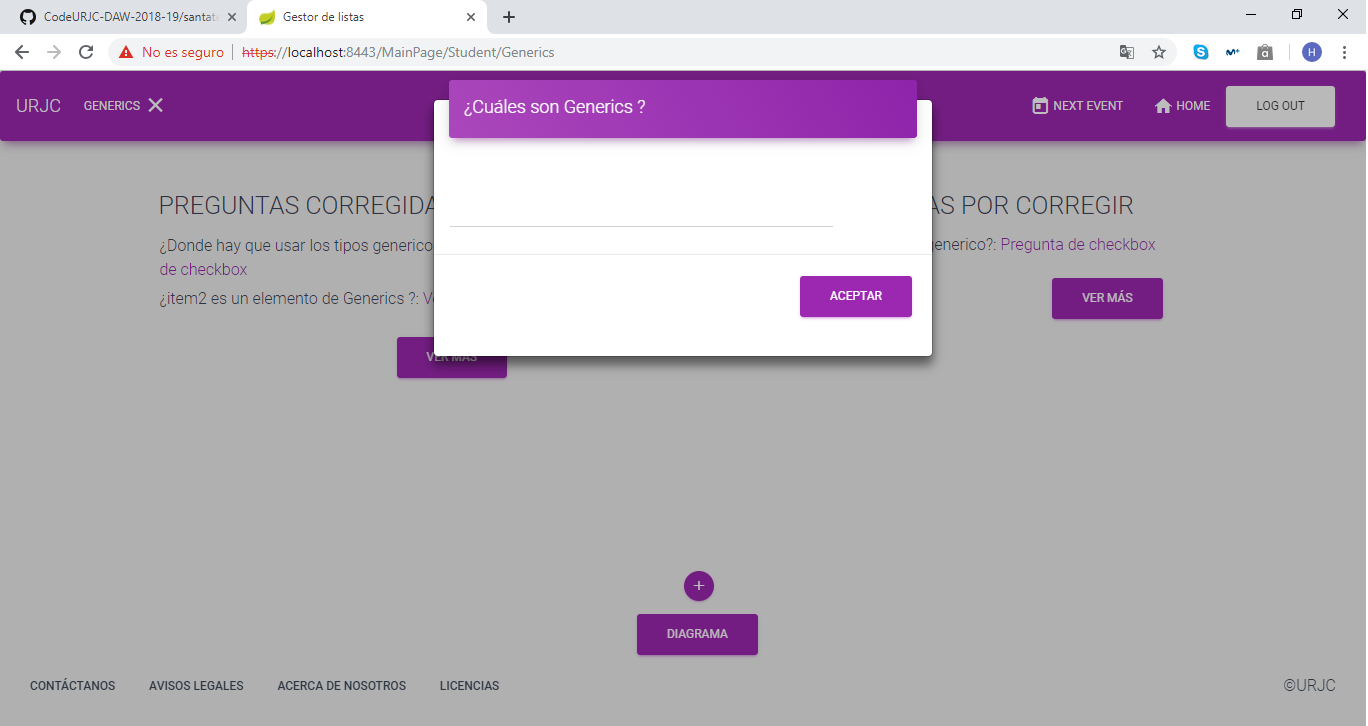 CodeURJC-DAW-2018-19/santat
Gestor de listas
No es seguro
https://localhost:8443/MainPage/Student/Generics
H
URJC
GENERICS
NEXT EVENT
HOME
LOG OUT
¿Cuáles son Generics ?
ACEPTAR
PREGUNTAS CORREGIDA
¿Donde hay que usar los tipos generico
de checkbox
¿item2 es un elemento de Generics ?: V
VER MÁS
AS POR CORREGIR
generico?: Pregunta de checkbox
VER MÁS
+
DIAGRAMA
CONTÁCTANOS
AVISOS LEGALES
ACERCA DE NOSOTROS
LICENCIAS
©URJC